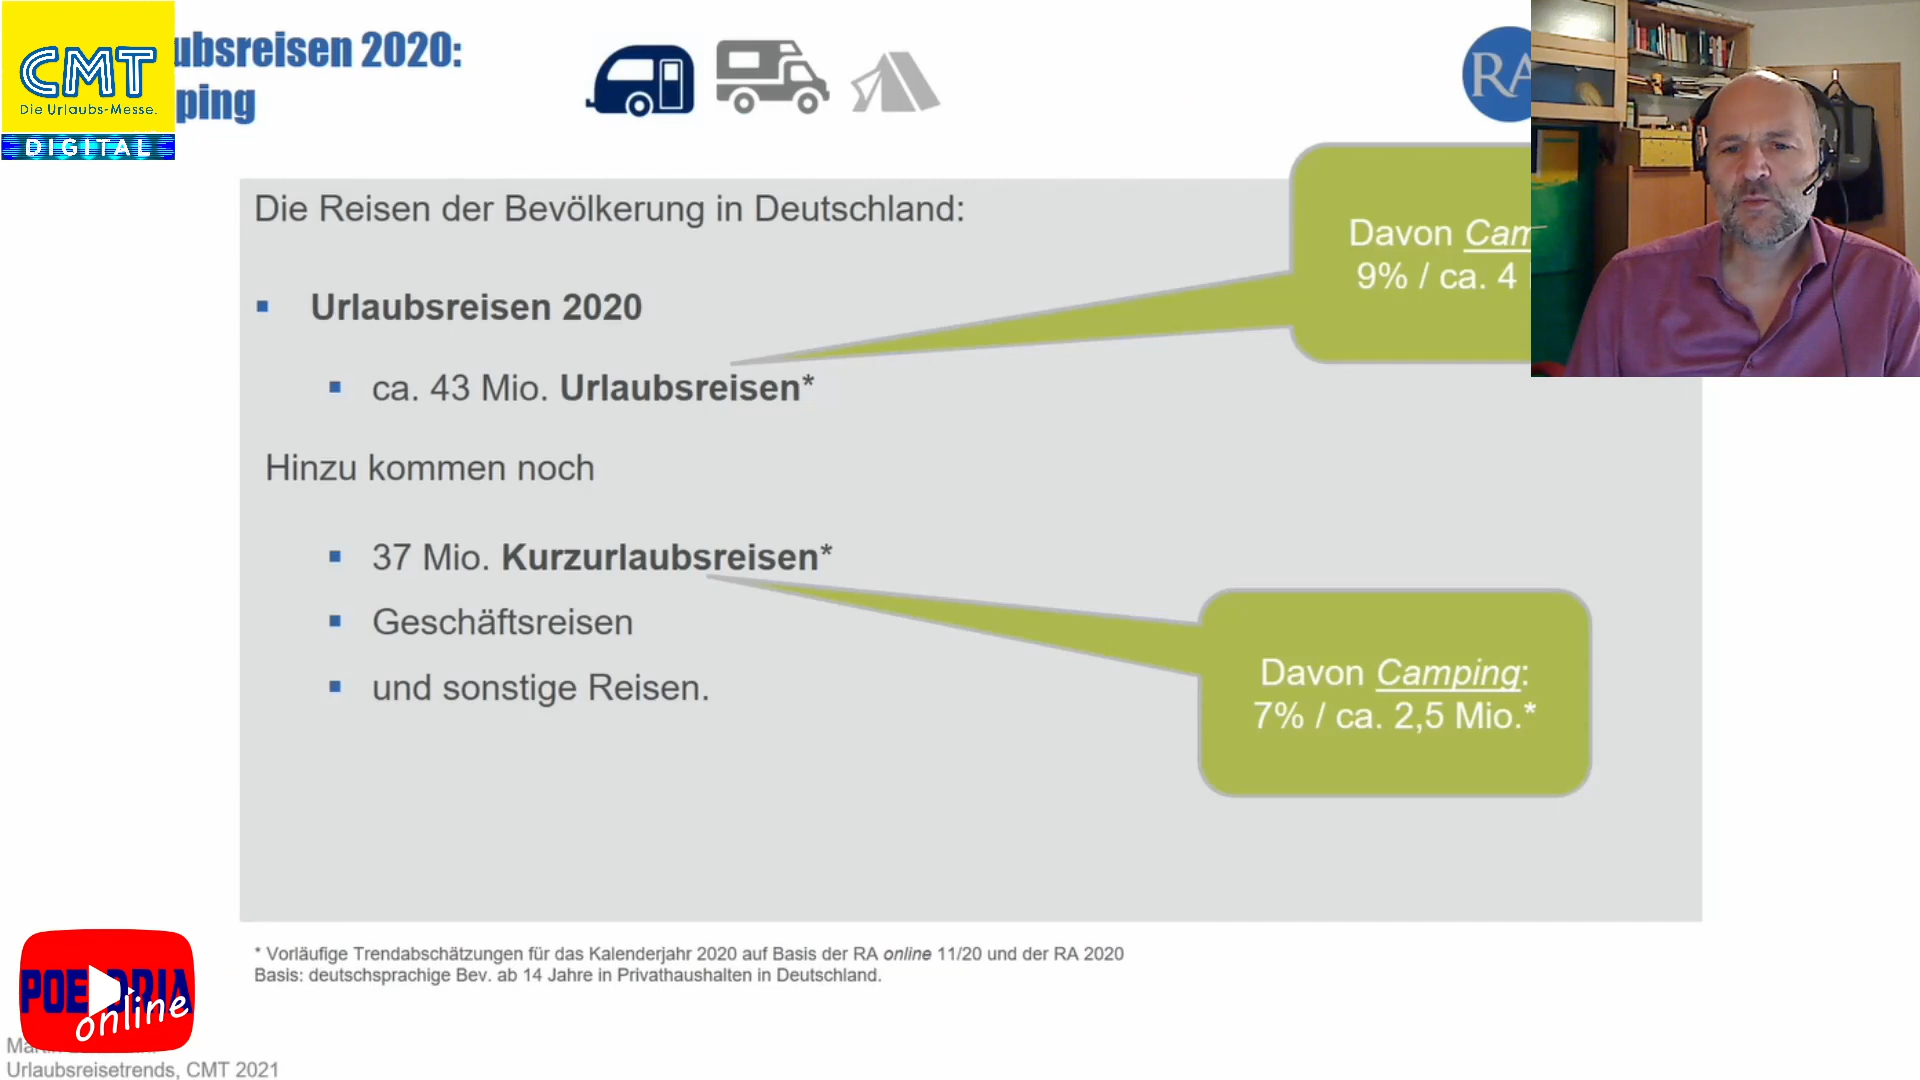 CMT
Die Urlaubs-Messe.
DIGITAL
ubsreisen 2020:
ping
RA
Die Reisen der Bevölkerung in Deutschland:
Davon Cam
9% / ca. 4
▪ Urlaubsreisen 2020
▪ ca. 43 Mio. Urlaubsreisen*
Hinzu kommen noch
▪ 37 Mio. Kurzurlaubsreisen*
▪ Geschäftsreisen
▪ und sonstige Reisen.
Davon Camping:
7% / ca. 2,5 Mio.*
* Vorläufige Trendabschätzungen für das Kalenderjahr 2020 auf Basis der RA online 11/20 und der RA 2020
Basis: deutschsprachige Bev. ab 14 Jahre in Privathaushalten in Deutschland.
online
Urlaubsreisetrends, CMT 2021